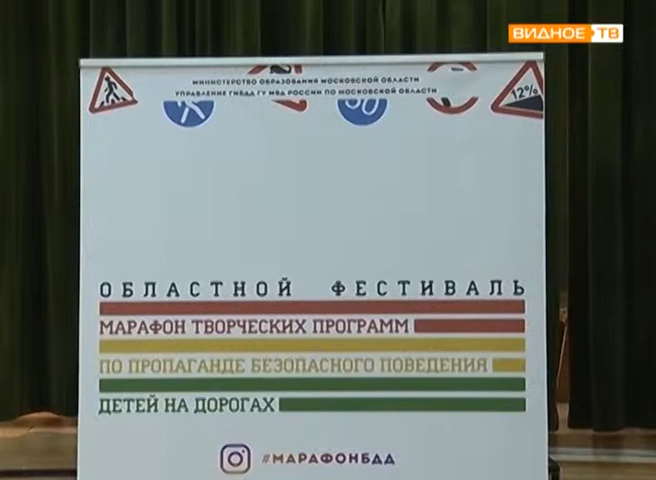 ВИДНОЕ ТВ
МИНИСТЕРСТВО ОБРАЗОВАНИЯ МОСКОВСКОЙ ОБЛАСТИ
УПРАВЛЕНИЕ ГИБДД ГУ МВД РОССИИ ПО МОСКОВСКОЙ ОБЛАСТИ
12%
ОБЛАСТНОЙ ФЕСТИВАЛЬ
МАРАФОН ТВОРЧЕСКИХ ПРОГРАММ
ПО ПРОПАГАНДЕ БЕЗОПАСНОГО ПОВЕДЕНИЯ
ДЕТЕЙ НА ДОРОГАХ
#МАРАФОНБДД